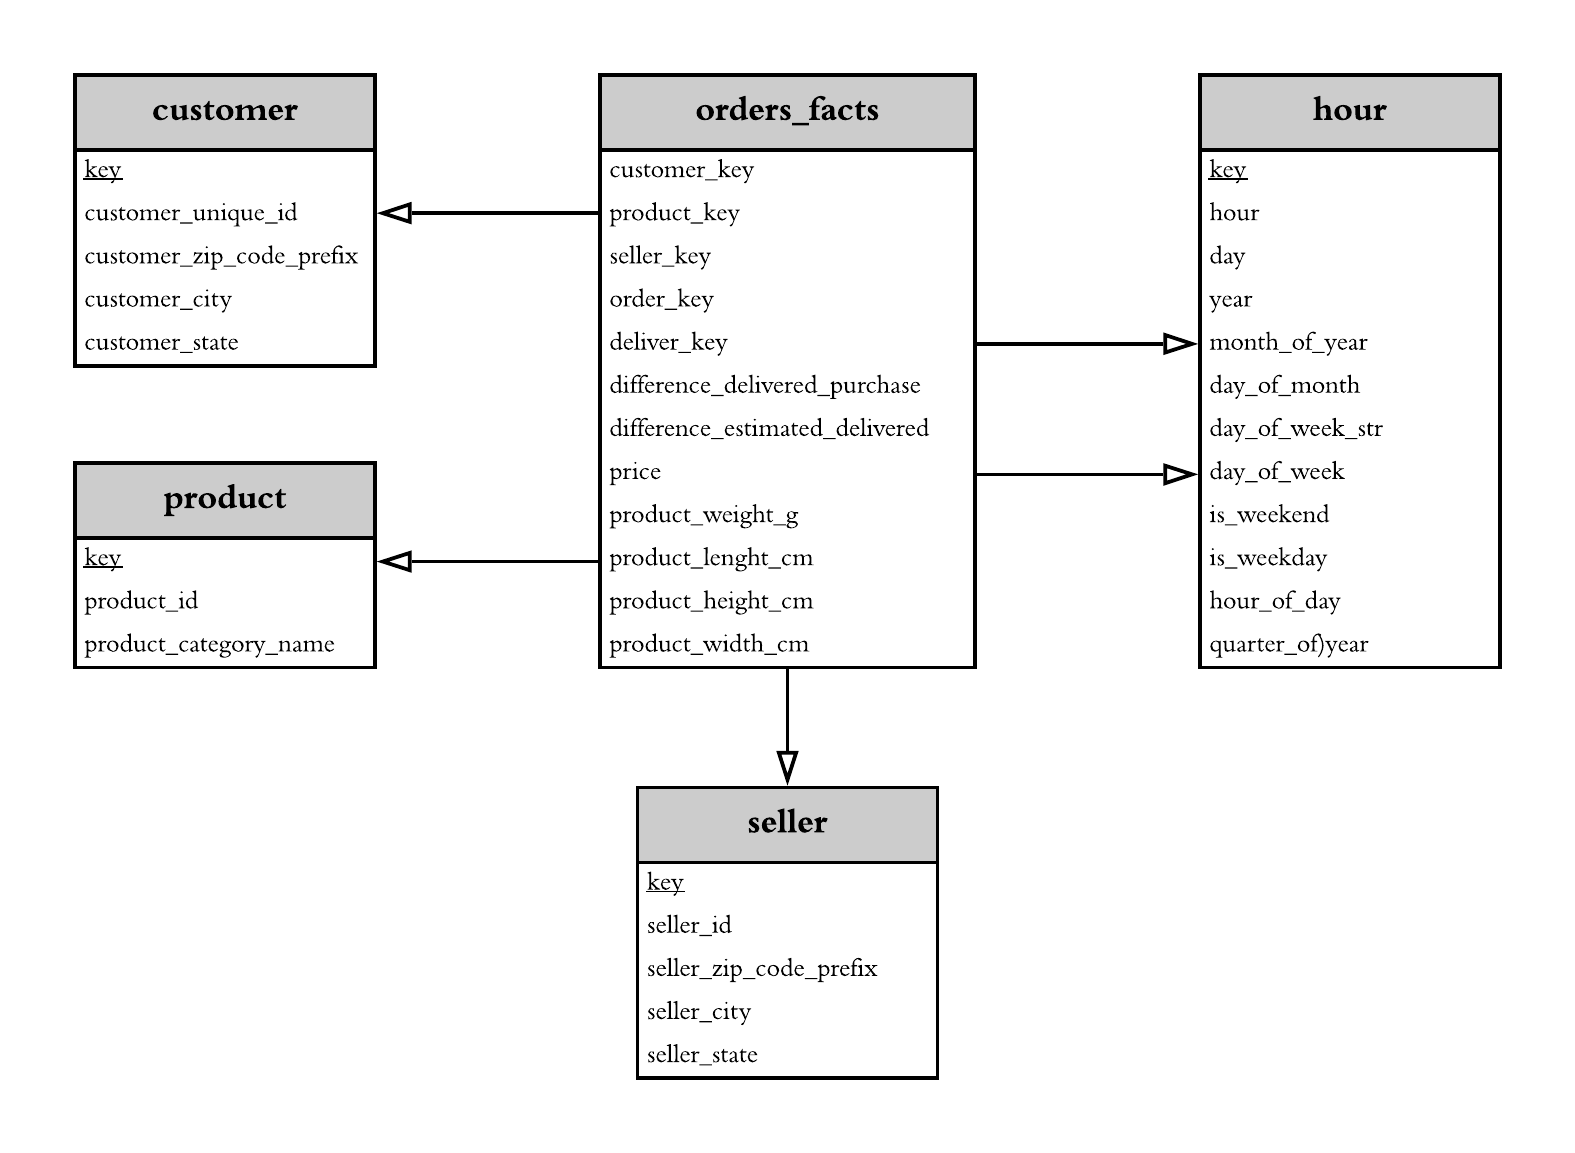 customer
key
customer_unique_id
customer_zip_code_prefix
customer_city
customer_state
product
key
product_id
product_category_name
orders_facts
customer_key
product_key
seller_key
order_key
deliver_key
difference_delivered_purchase
difference_estimated_delivered
price
product_weight_g
product_lenght_cm
product_height_cm
product_width_cm
hour
key
hour
day
year
month_of_year
day_of_month
day_of_week_str
day_of_week
is_weekend
is_weekday
hour_of_day
quarter_of)year
seller
key
seller_id
seller_zip_code_prefix
seller_city
seller_state